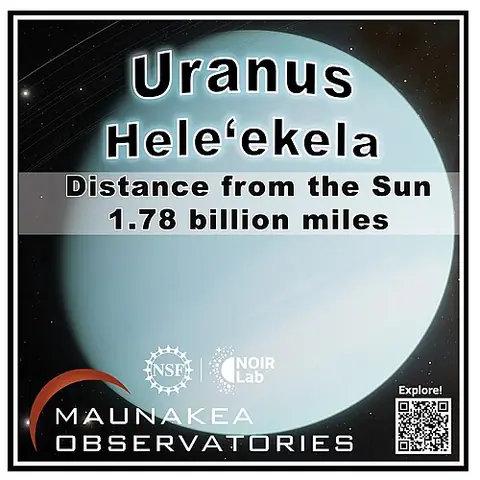 Uranus
Hele‘ekela
Distance from the Sun
1.78 billion miles
NSF
NOIR
Lab
Explore!
MAUNAKEA
OBSERVATORIES